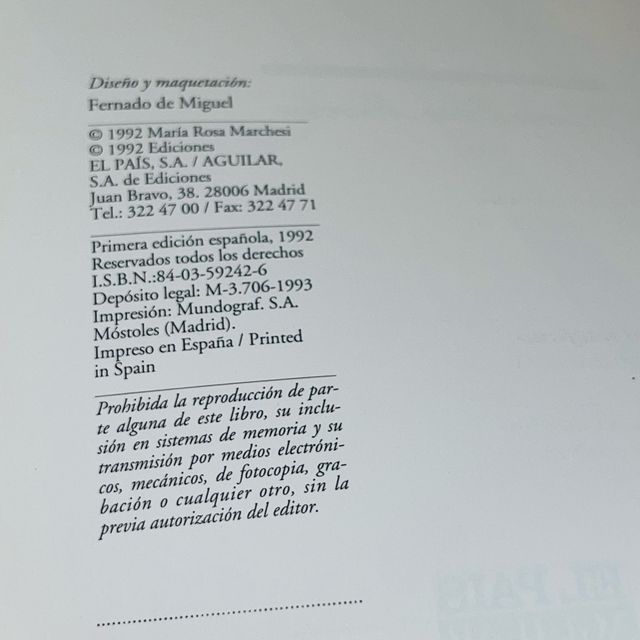 Diseño y maquetación:
Fernado de Miguel
© 1992 María Rosa Marchesi
© 1992 Ediciones
EL PAÍS, S.A. / AGUILAR,
S.A. de Ediciones
Juan Bravo, 38. 28006 Madrid
Tel.: 322 47 00 / Fax: 322 47 71
Primera edición española, 1992
Reservados todos los derechos
I.S.B.N.:84-03-59242-6
Depósito legal: M-3.706-1993
Impresión: Mundograf. S.A.
Móstoles (Madrid).
Impreso en España / Printed
in Spain
Prohibida la reproducción de par-
te alguna de este libro, su inclu-
sión en sistemas de memoria y su
transmisión por medios electróni-
cos, mecánicos, de fotocopia, gra-
bación o cualquier otro, sin la
previa autorización del editor.